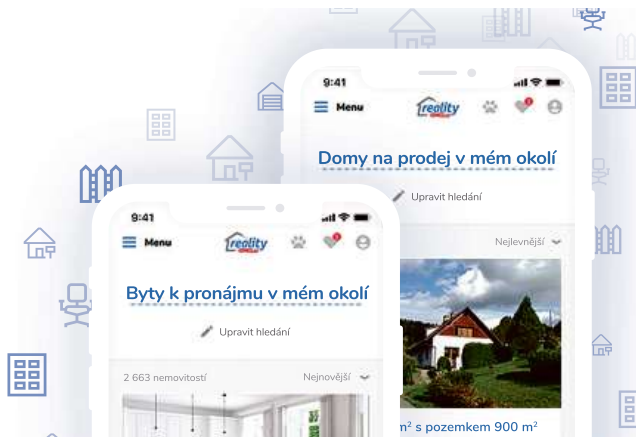 9:41
Menu
reality
Domy na prodej v mém okolí
Upravit hledání
Nejlevnější
m² s pozemkem 900 m²
9:41
Menu
reality
Byty k pronájmu v mém okolí
Upravit hledání
2 663 nemovitostí
Nejnovější